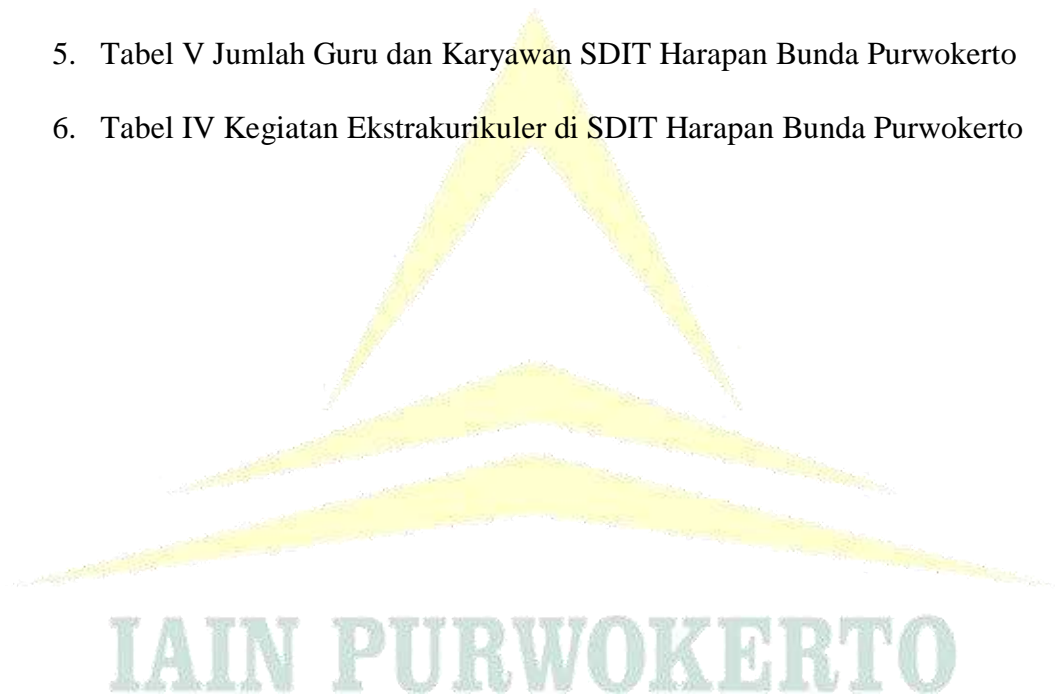 5. Tabel V Jumlah Guru dan Karyawan SDIT Harapan Bunda Purwokerto
6. Tabel IV Kegiatan Ekstrakurikuler di SDIT Harapan Bunda Purwokerto
IAIN PURWOKERTO